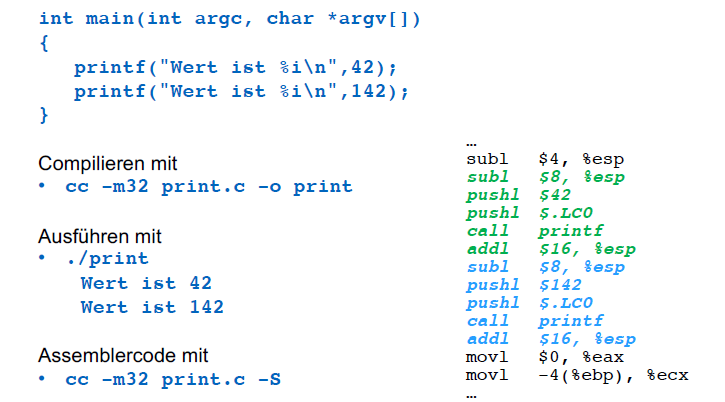 int main(int argc, char *argv[])
{
printf("Wert ist %i\n",42);
printf("Wert ist %i\n",142);
}
Compilieren mit
• cc -m32 print.c -o print
Ausführen mit
• ./print
Wert ist 42
Wert ist 142
Assemblercode mit
• cc -m32 print.c -S
…
subl $4, %esp
subl $8, %esp
pushl $42
pushl $.LC0
call printf
addl $16, %esp
subl $8, %esp
pushl $142
pushl $.LC0
call printf
addl $16, %esp
movl $0, %eax
movl -4(%ebp), %ecx
…